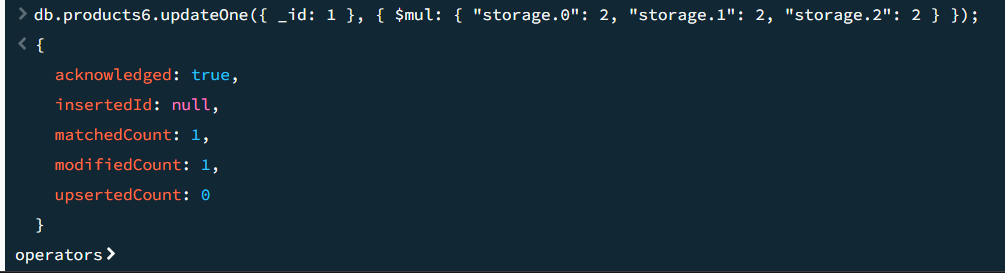 > db.products6.updateOne({ _id: 1 }, { $mul: { "storage.0": 2, "storage.1": 2, "storage.2": 2 } });
< {
acknowledged: true,
insertedId: null,
matchedCount: 1,
modifiedCount: 1,
upsertedCount: 0
}
operators>